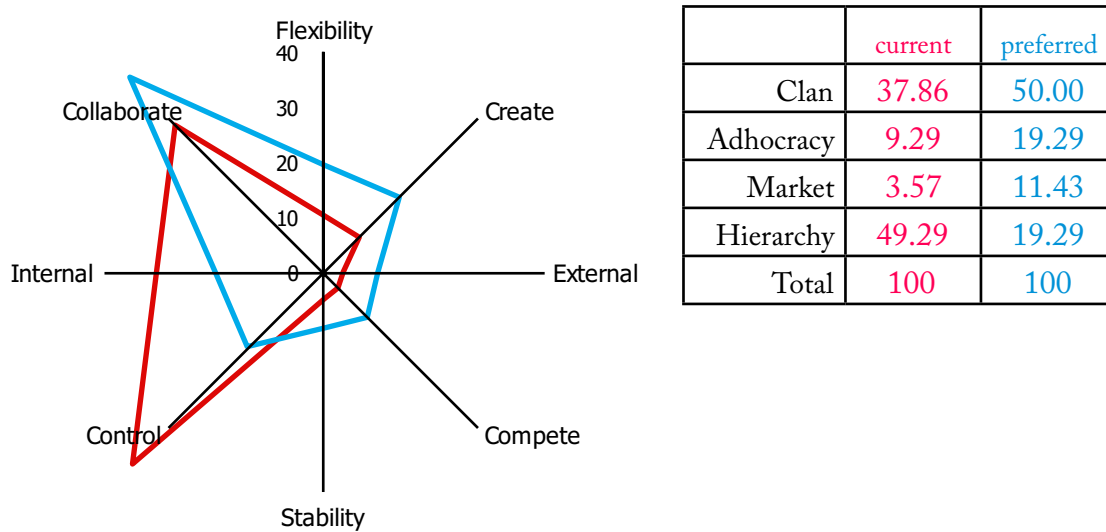 Flexibility
40
30
20
10
0
Collaborate
Create
Internal
External
Control
Compete
Stability
current preferred
Clan 37.86 50.00
Adhocracy 9.29 19.29
Market 3.57 11.43
Hierarchy 49.29 19.29
Total 100 100